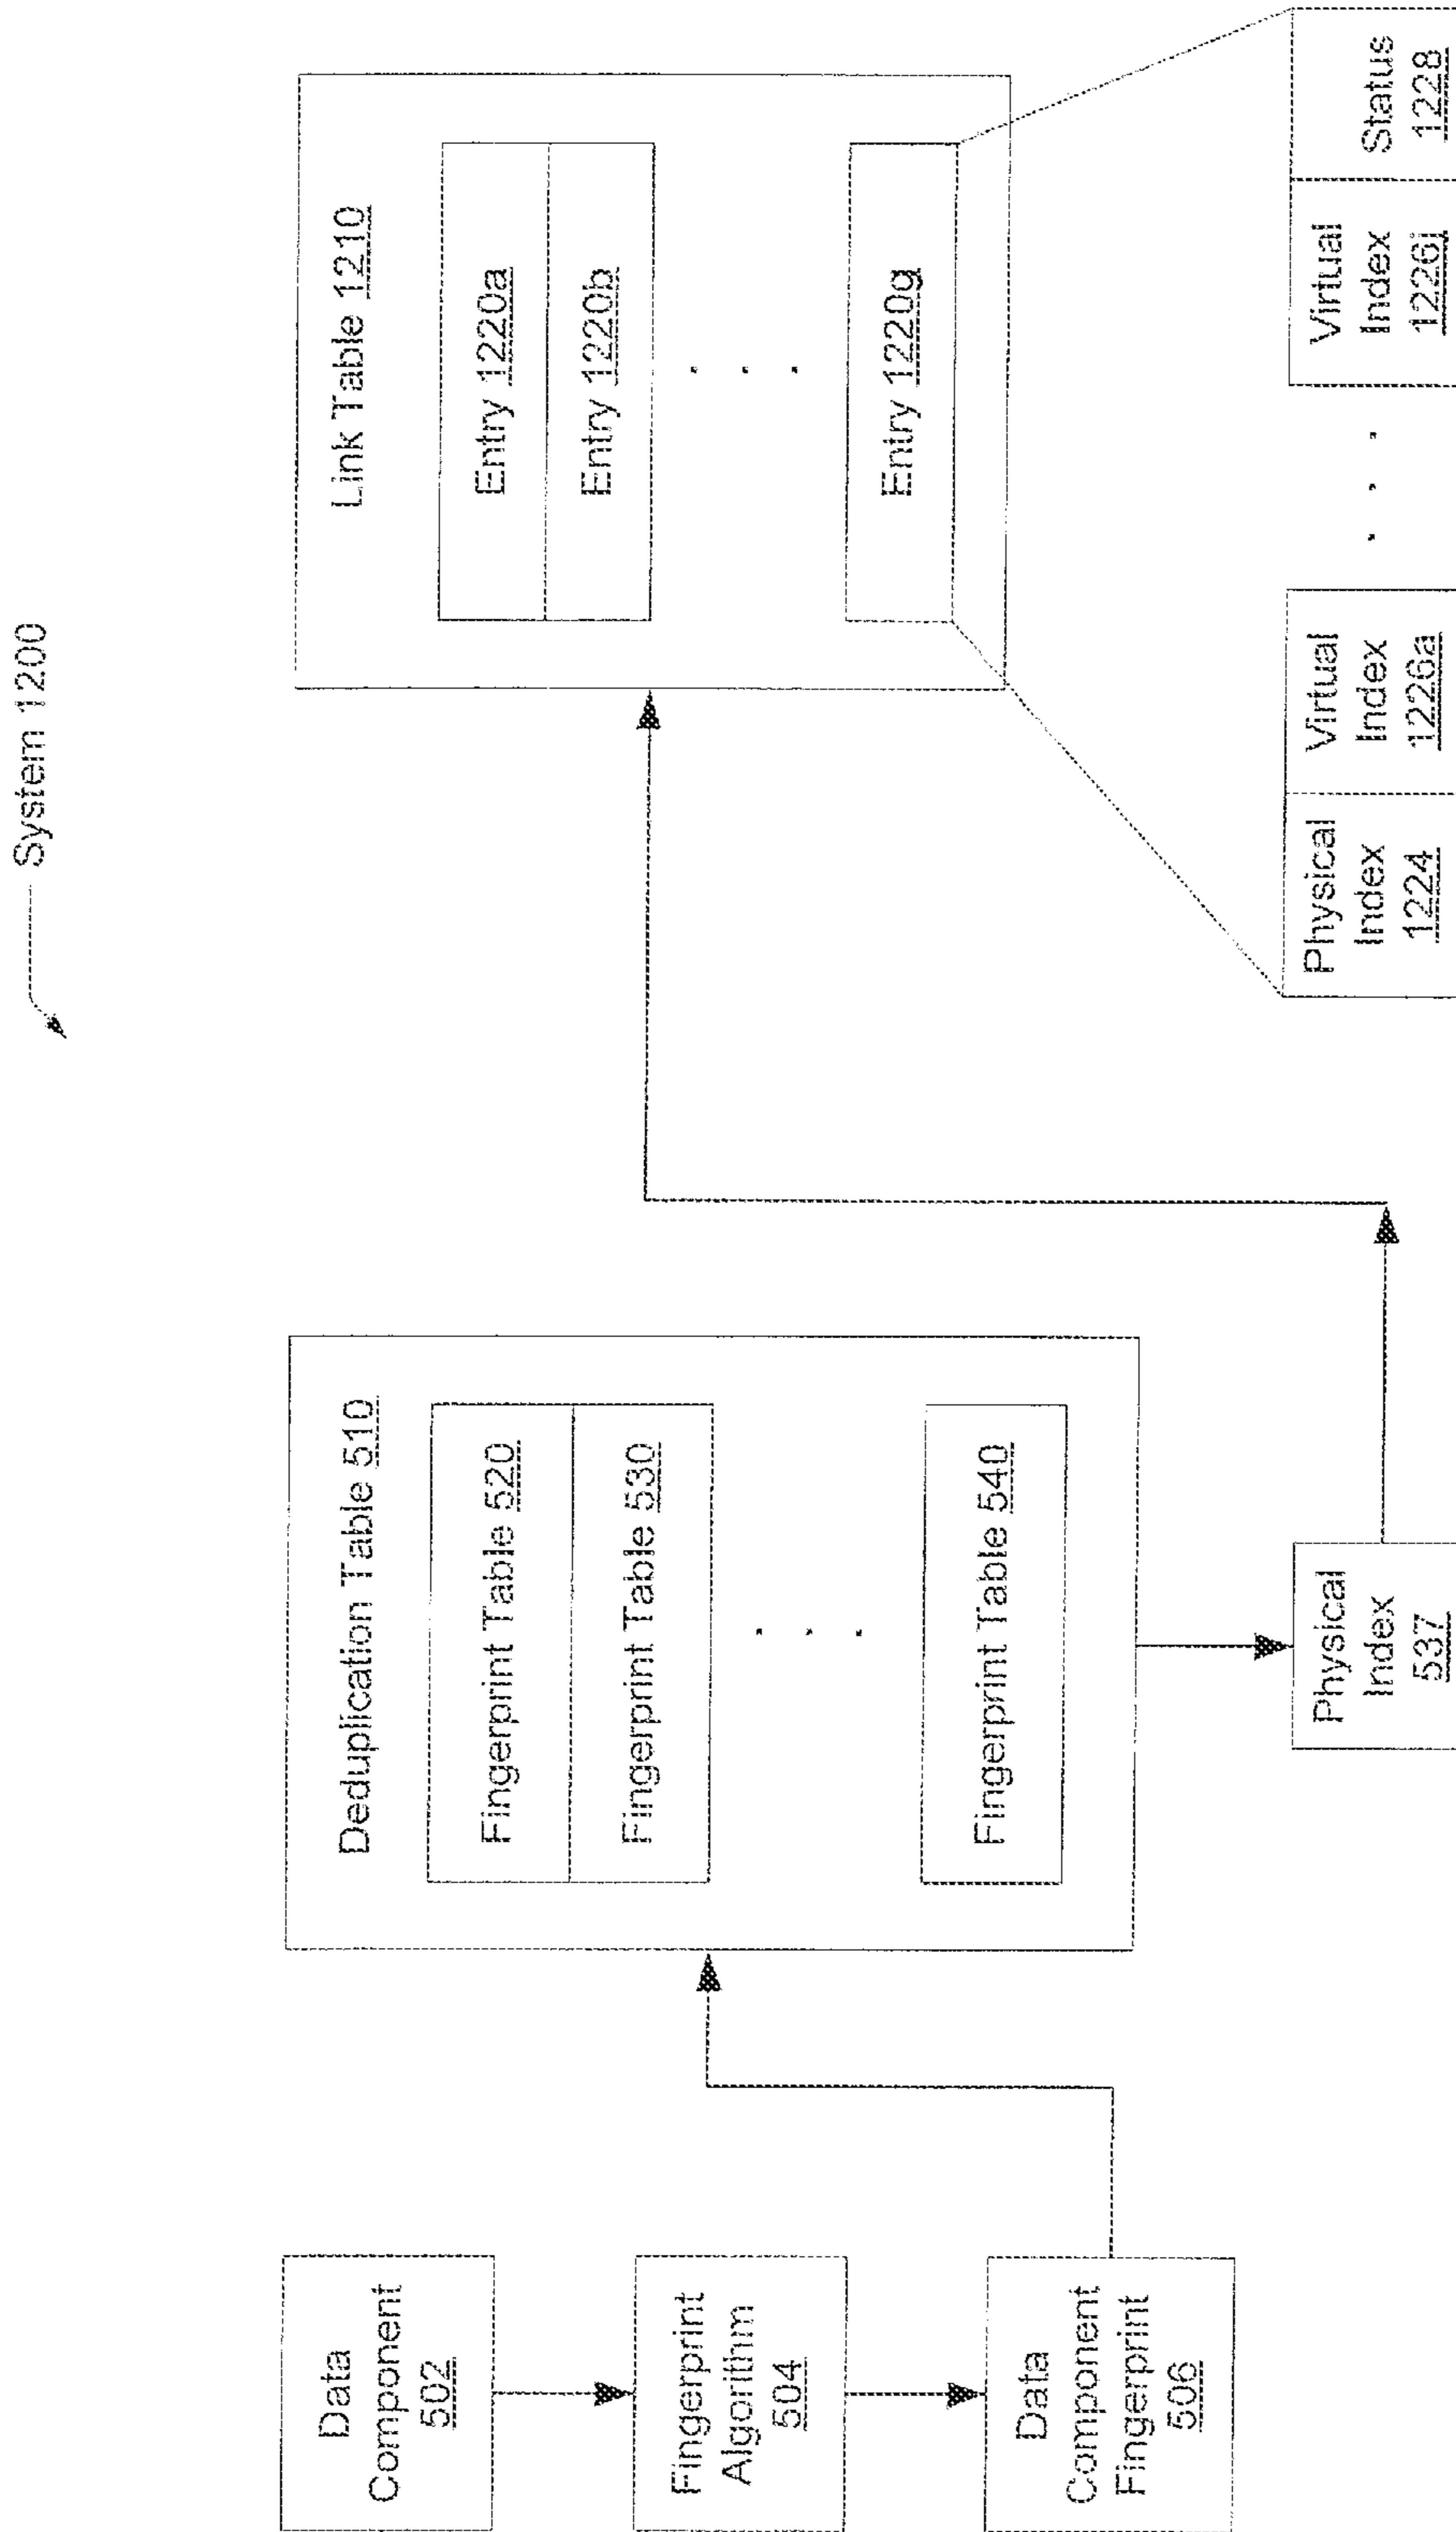 System 1200
Data
Component
502
Fingerprint
Algorithm
504
Data
Component
Fingerprint
506
Deduplication Table 510
Fingerprint Table 520
Fingerprint Table 530
. . .
Fingerprint Table 540
Physical
Index
537
Link Table 1210
Entry 1220a
Entry 1220b
. . .
Entry 1220g
Physical
Index
1224
Virtual
Index
1226a
. . .
Virtual
Index
1226j
Status
1228